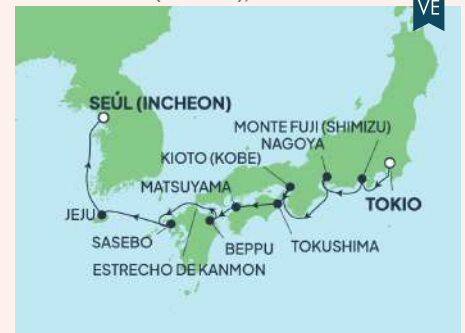 VE
SEÚL (INCHEON)
MONTE FUJI (SHIMIZU)
NAGOYA
KIOTO (KOBE)
MATSUYAMA
TOKIO
JEJU
SASEBO
BEPPU
TOKUSHIMA
ESTRECHO DE KANMON